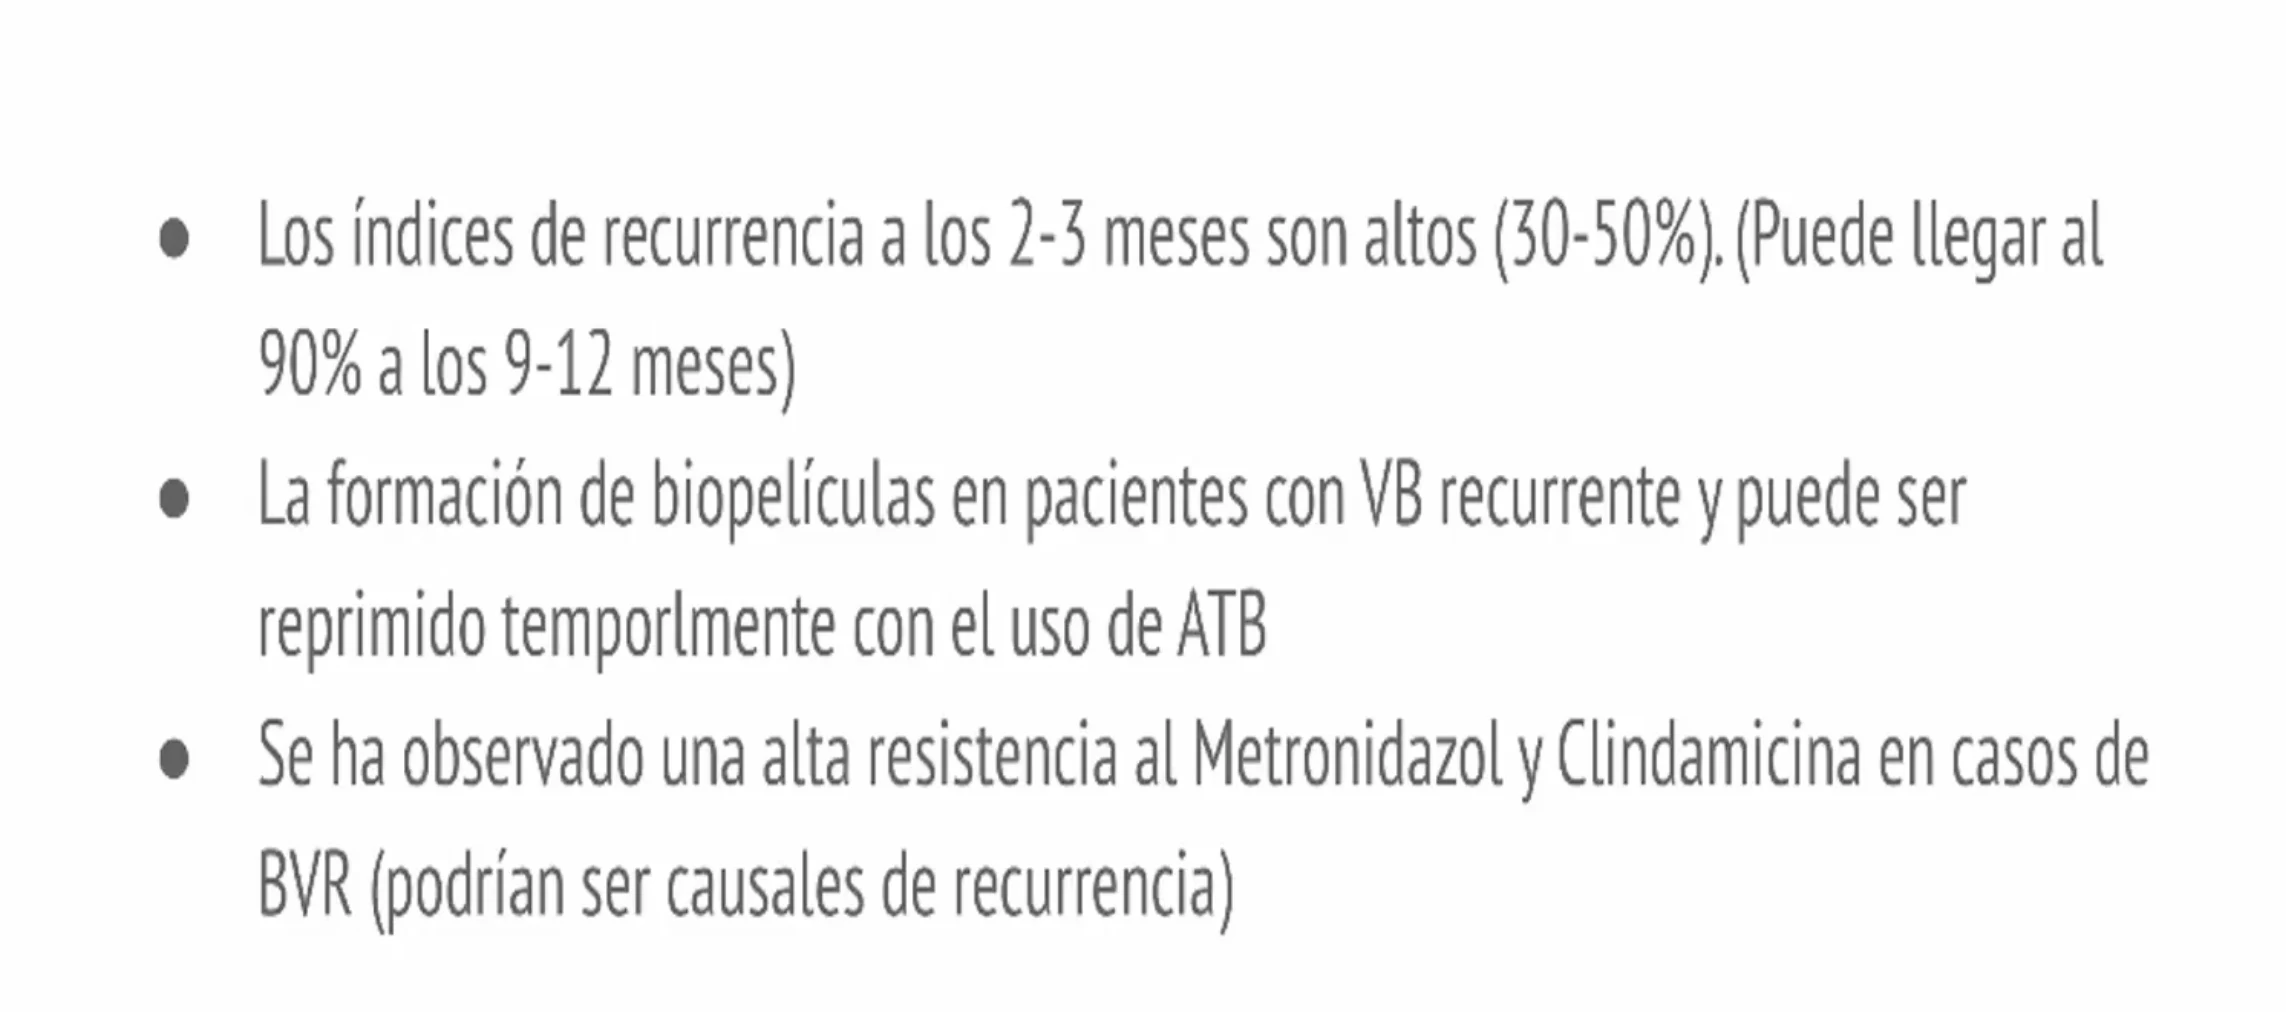 ● Los índices de recurrencia a los 2-3 meses son altos (30-50%). (Puede llegar al
90% a los 9-12 meses)
● La formación de biopelículas en pacientes con VB recurrente y puede ser
reprimido temporlmente con el uso de ATB
● Se ha observado una alta resistencia al Metronidazol y Clindamicina en casos de
BVR (podrían ser causales de recurrencia)